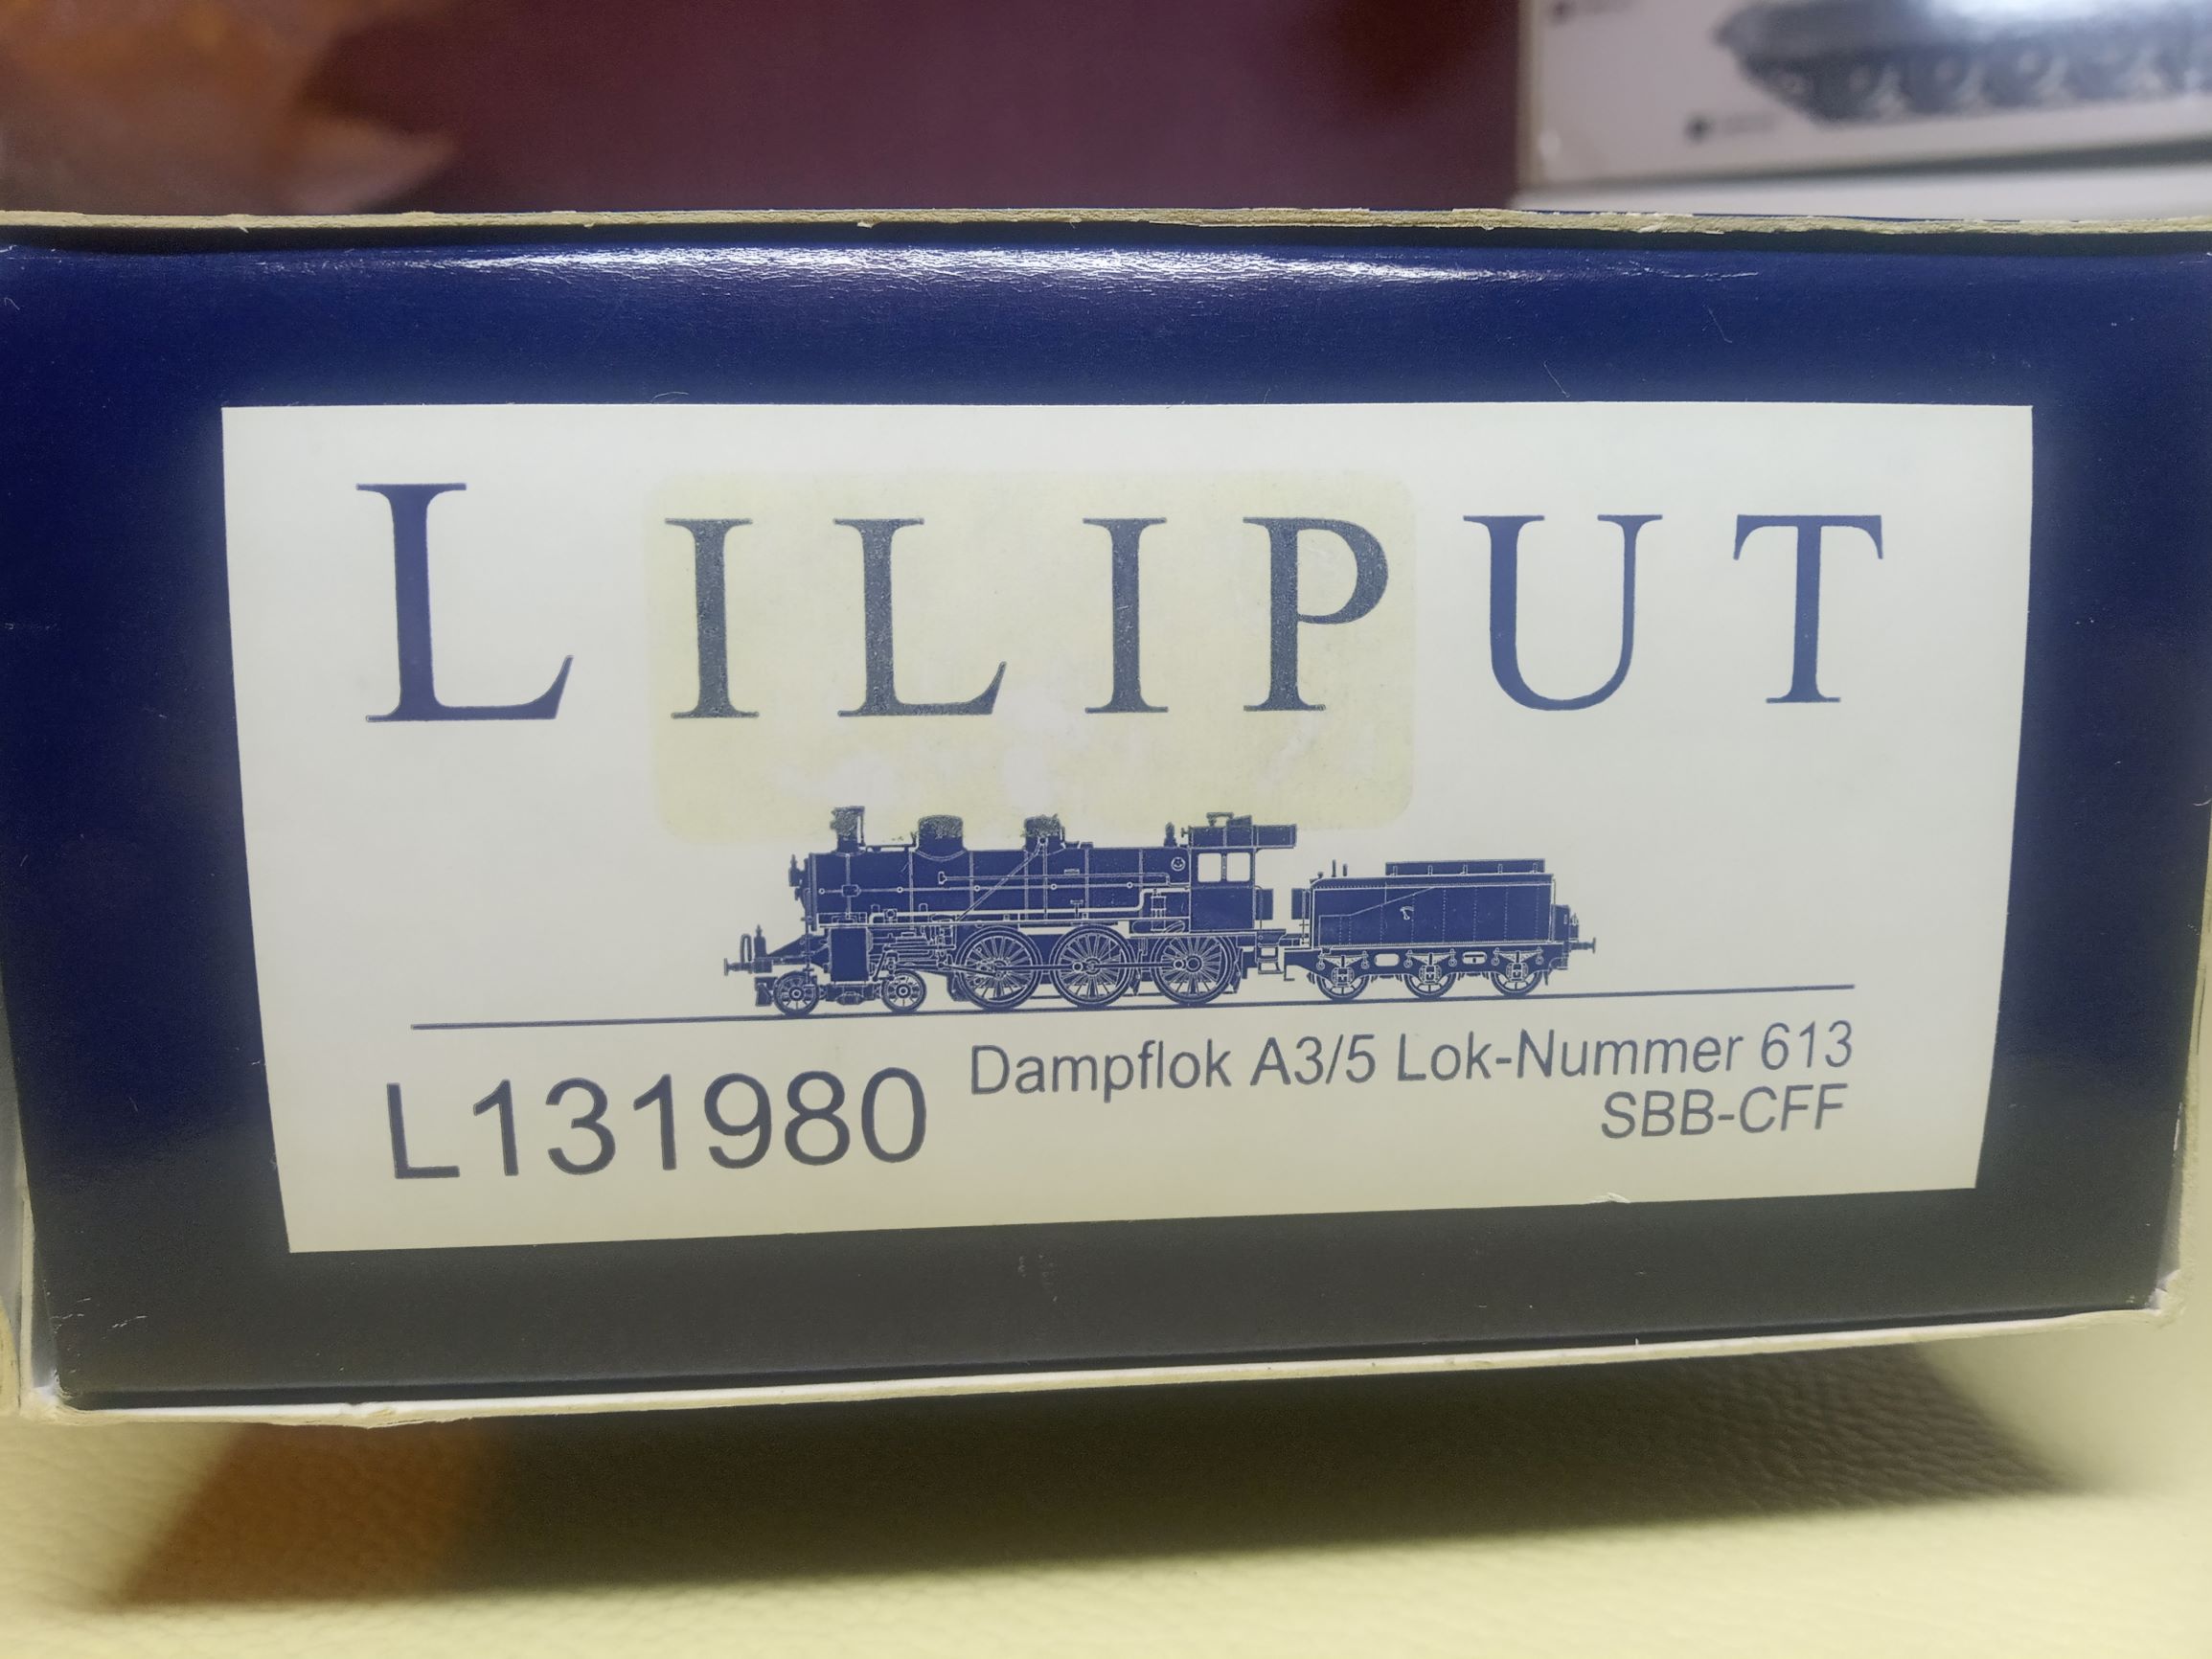 LILIPUT
L131980 Dampflok A3/5 Lok-Nummer 613
SBB-CFF